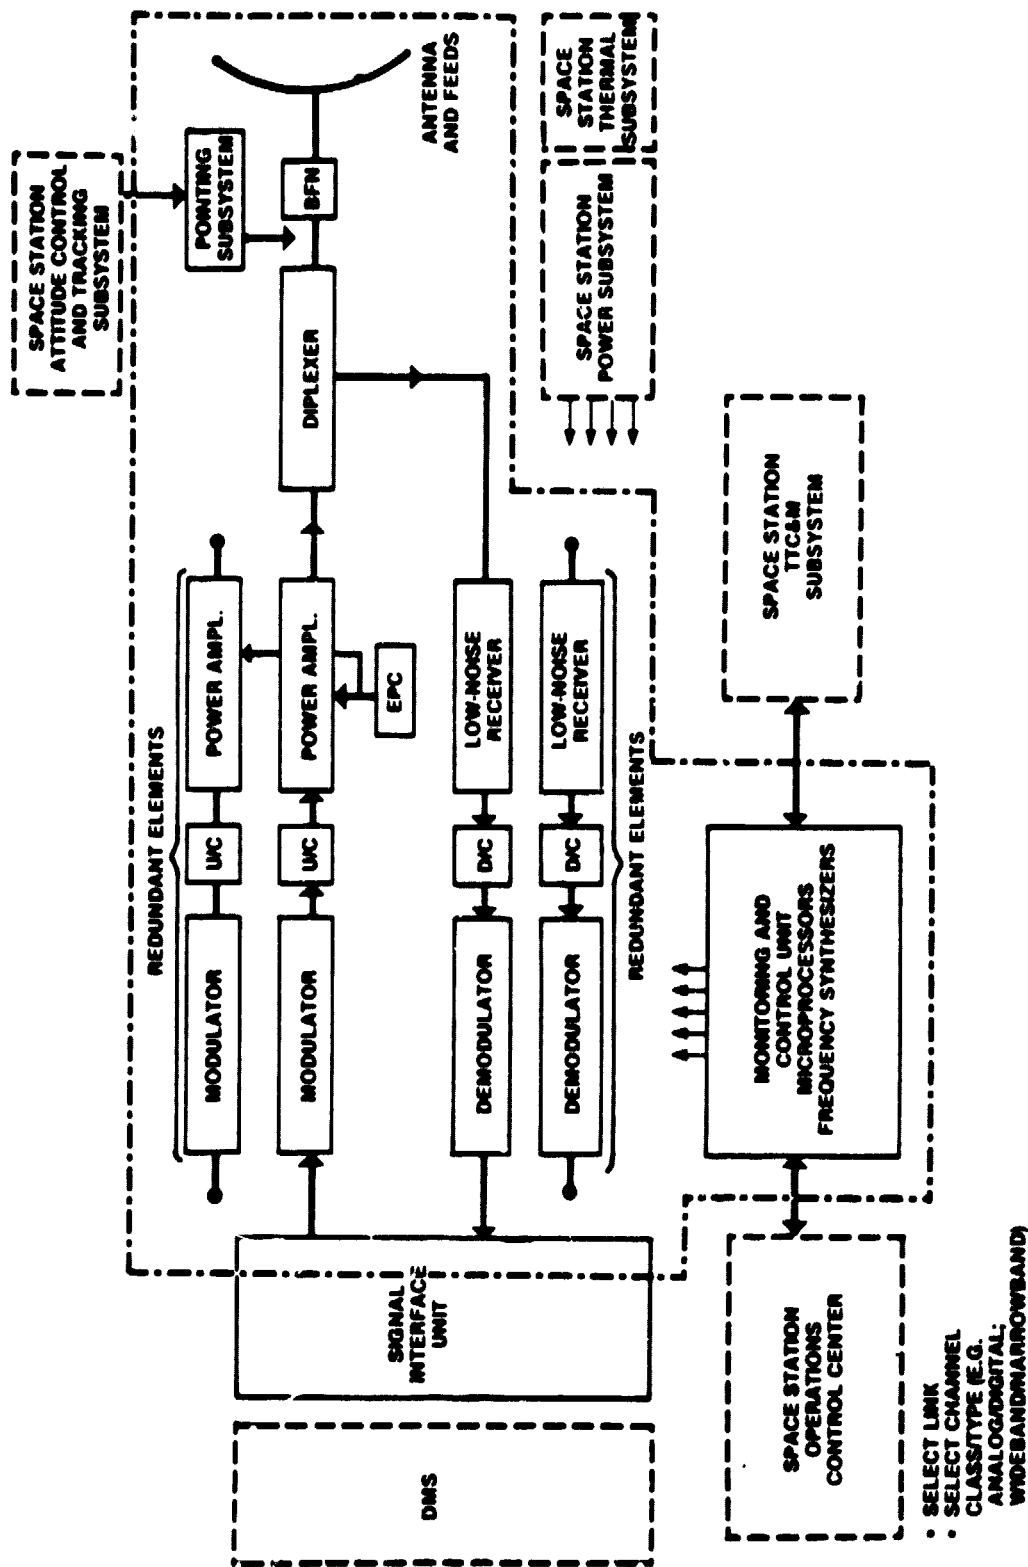 SPACE STATION
ATTITUDE CONTROL
AND TRACKING
SUBSYSTEM
POINTING
SUBSYSTEM
REDUNDANT ELEMENTS
MODULATOR
U/C
POWER AMPL.
MODULATOR
U/C
POWER AMPL.
DIPLEXER
BFN
EPC
ANTENNA
AND FEEDS
DMS
SIGNAL
INTERFACE
UNIT
DEMODULATOR
D/C
LOW-NOISE
RECEIVER
DEMODULATOR
D/C
LOW-NOISE
RECEIVER
REDUNDANT ELEMENTS
SPACE STATION
POWER SUBSYSTEM
SPACE
STATION
THERMAL
SUBSYSTEM
SPACE STATION
OPERATIONS
CONTROL CENTER
MONITORING AND
CONTROL UNIT
MICROPROCESSORS
FREQUENCY SYNTHESIZERS
SPACE STATION
TTC&M
SUBSYSTEM
• SELECT LINK
• SELECT CHANNEL
CLASS/TYPE (E.G.
ANALOG/DIGITAL;
WIDEBAND/NARROWBAND)